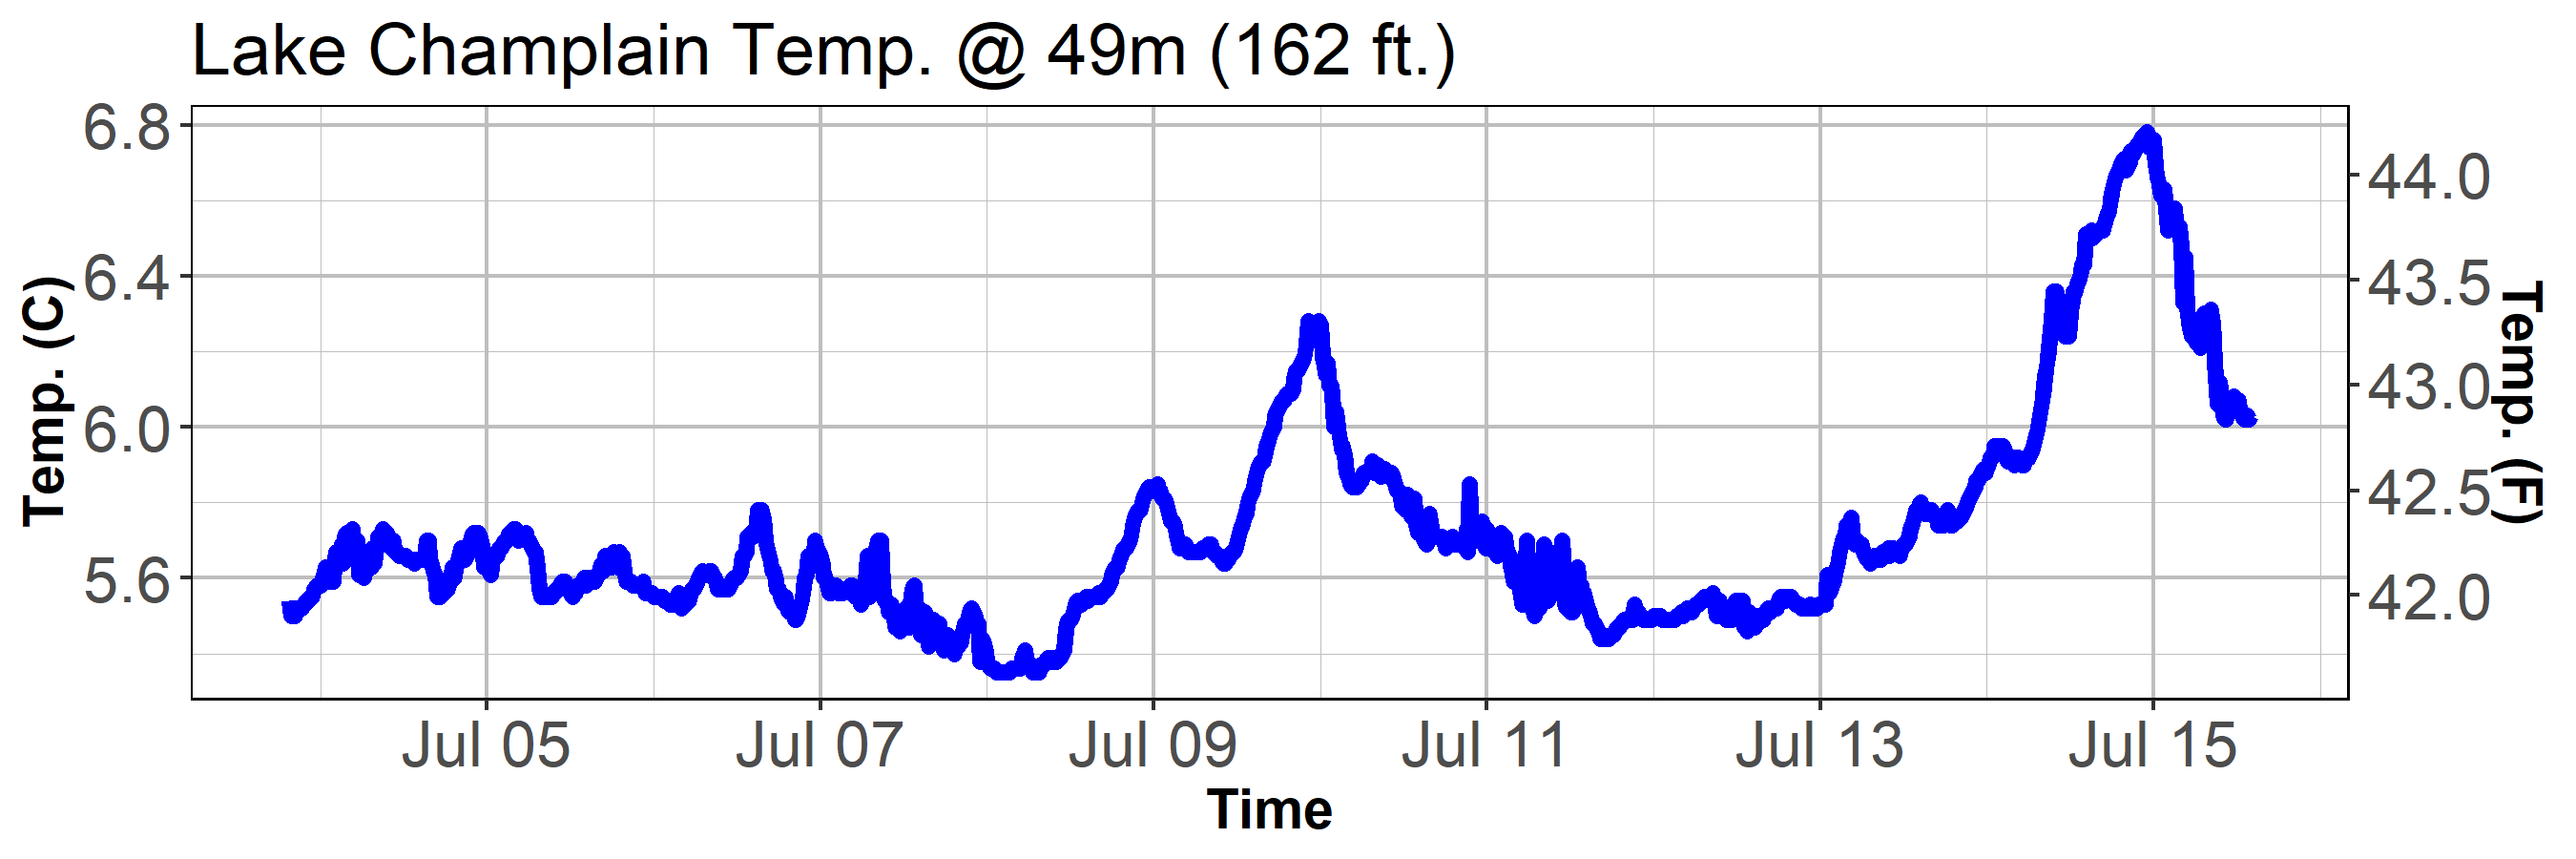 Lake Champlain Temp. @ 49m (162 ft.)
Temp. (C)
6.8
6.4
6.0
5.6
44.0
43.5
43.0
42.5
42.0
Temp. (F)
Jul 05 Jul 07 Jul 09 Jul 11 Jul 13 Jul 15
Time